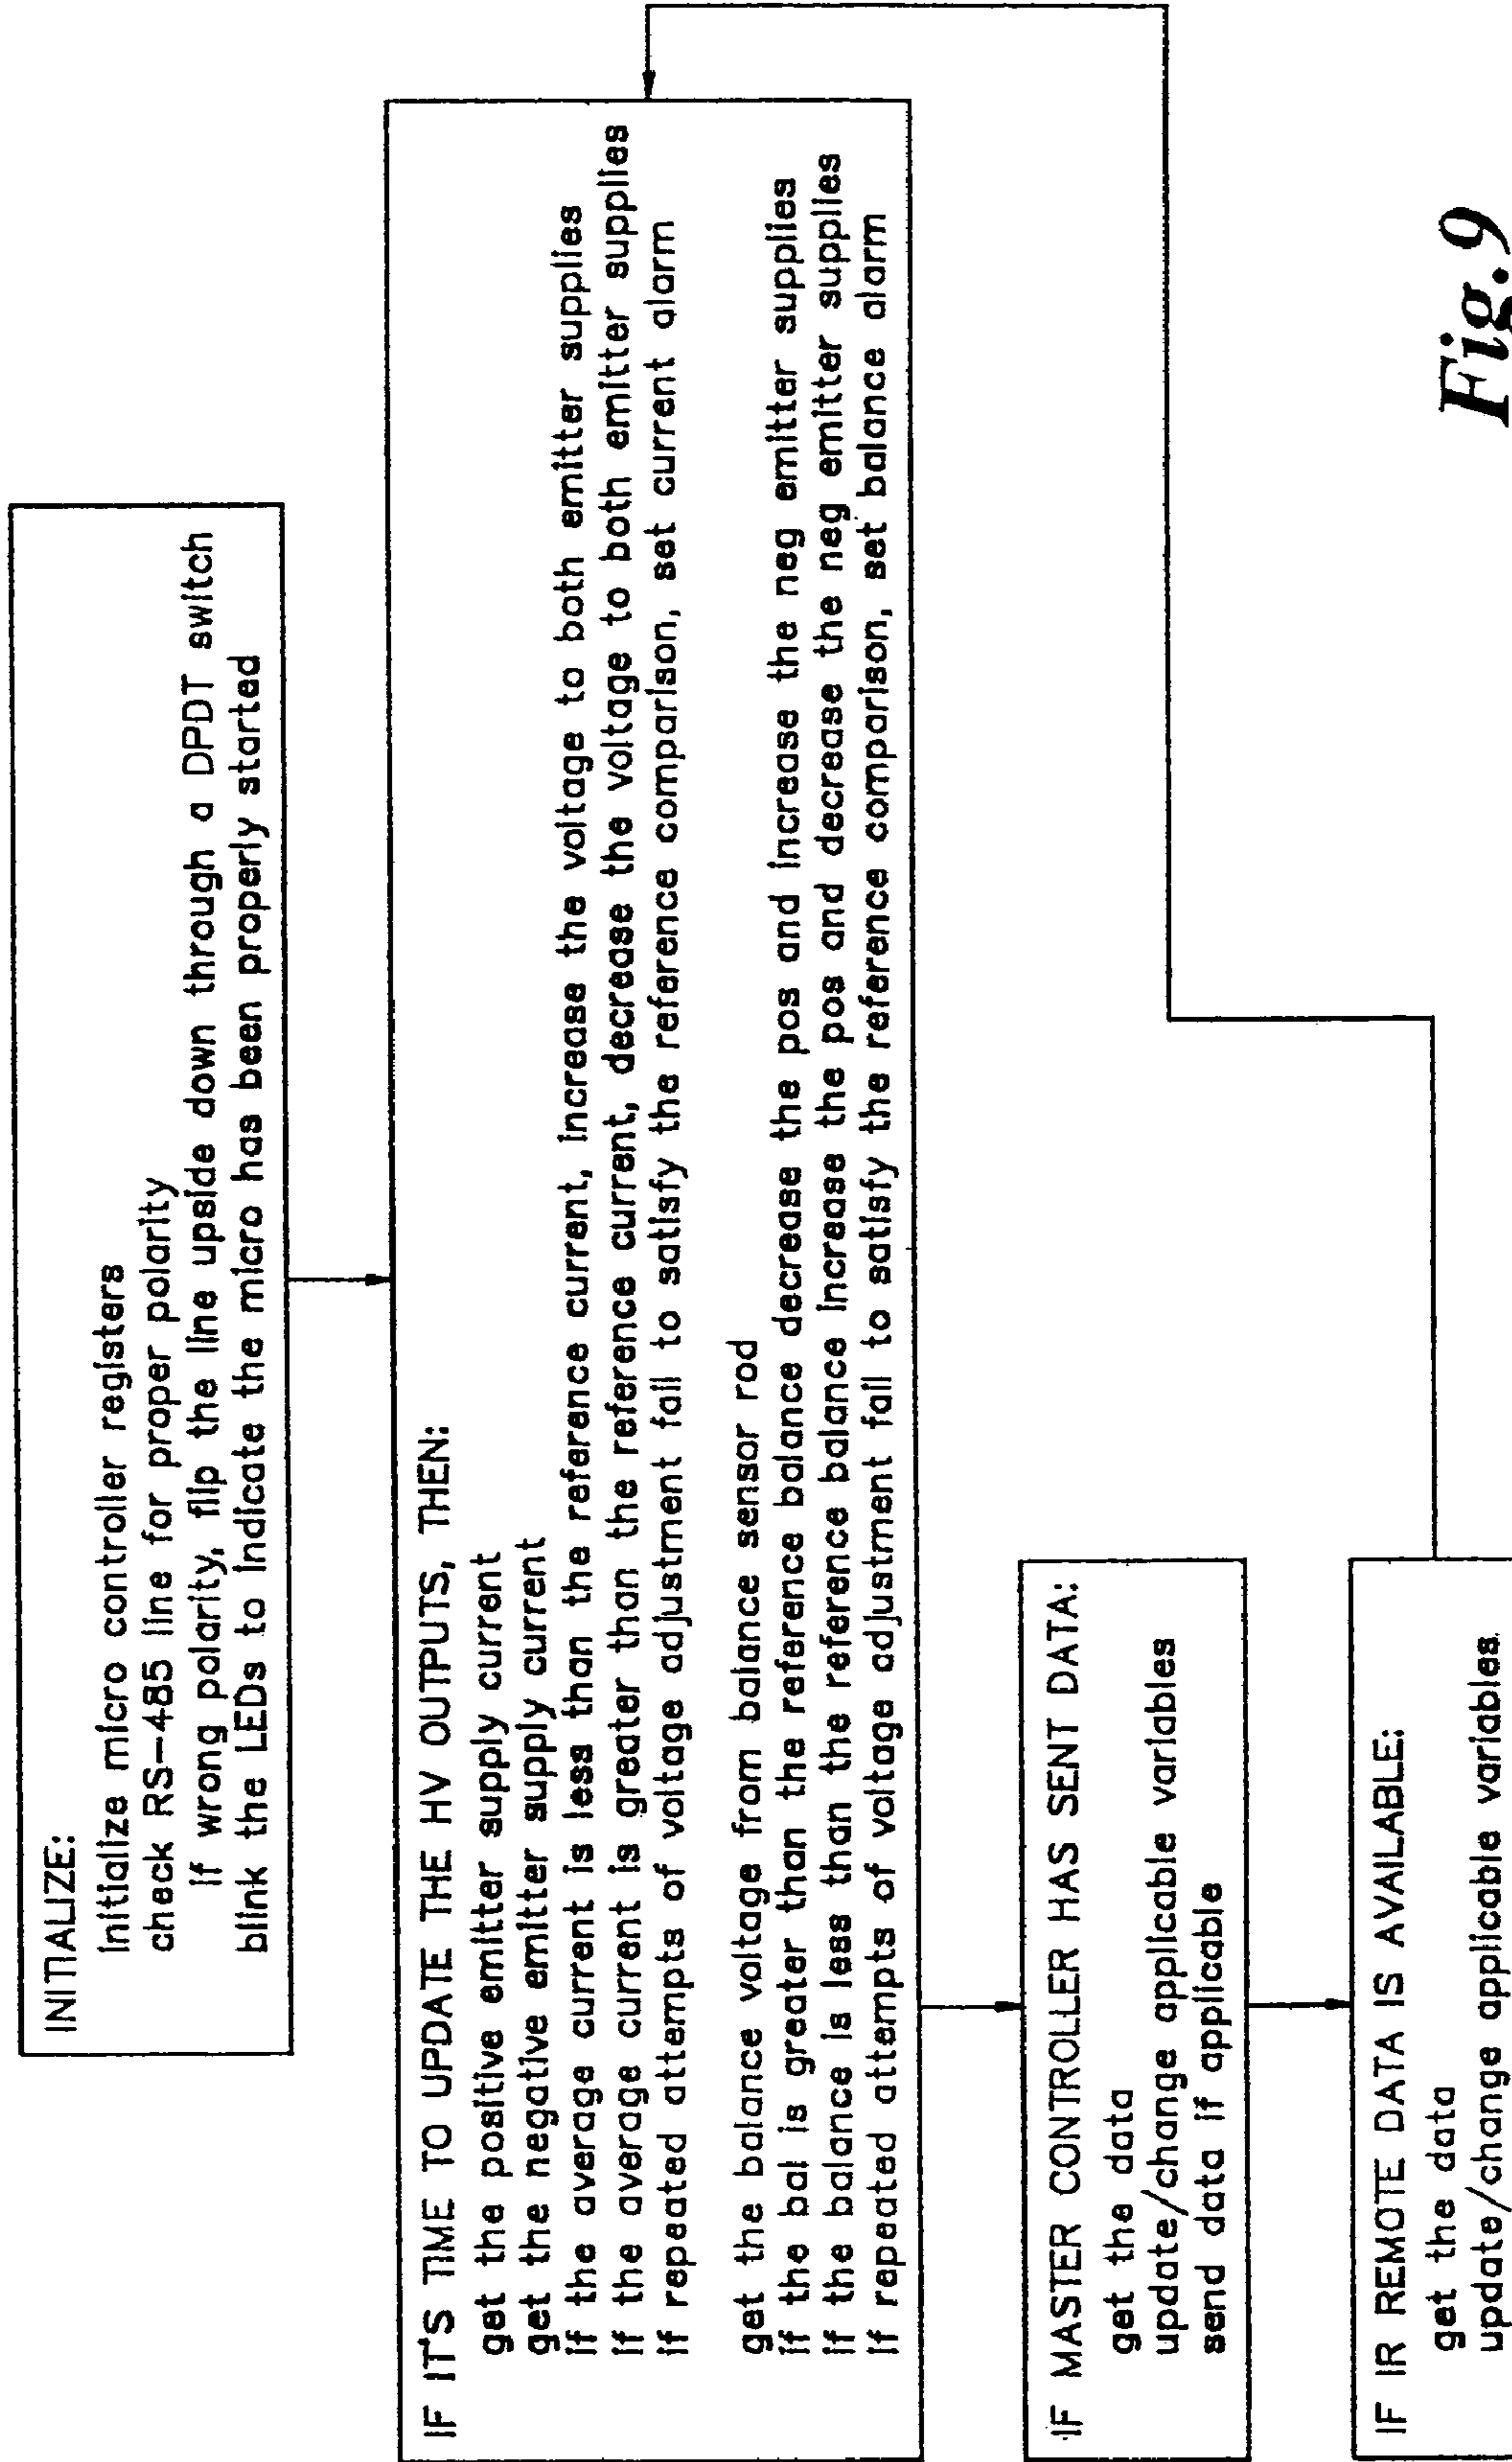 INITIALIZE:
initialize micro controller registers
check RS-485 line for proper polarity
if wrong polarity, flip the line upside down through a DPDT switch
blink the LEDs to indicate the micro has been properly started
IF IT'S TIME TO UPDATE THE HV OUTPUTS, THEN:
get the positive emitter supply current
get the negative emitter supply current
if the average current is less than the reference current, increase the voltage to both emitter supplies
if the average current is greater than the reference current, decrease the voltage to both emitter supplies
if repeated attempts of voltage adjustment fail to satisfy the reference comparison, set current alarm
get the balance voltage from balance sensor rod
if the bal is greater than the reference balance decrease the pos and increase the neg emitter supplies
if the balance is less than the reference balance increase the pos and decrease the neg emitter supplies
if repeated attempts of voltage adjustment fail to satisfy the reference comparison, set balance alarm
IF MASTER CONTROLLER HAS SENT DATA:
get the data
update/change applicable variables
send data if applicable
IF IR REMOTE DATA IS AVAILABLE:
get the data
update/change applicable variables
Fig. 9